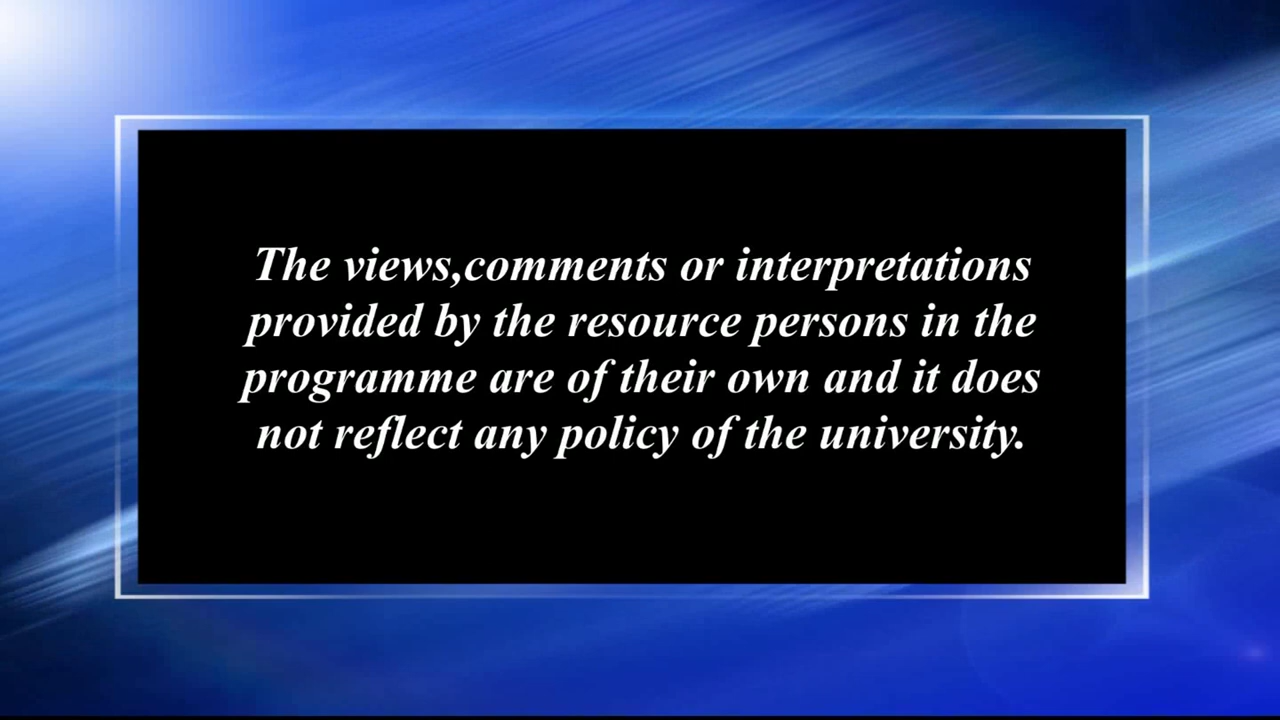 The views,comments or interpretations
provided by the resource persons in the
programme are of their own and it does
not reflect any policy of the university.